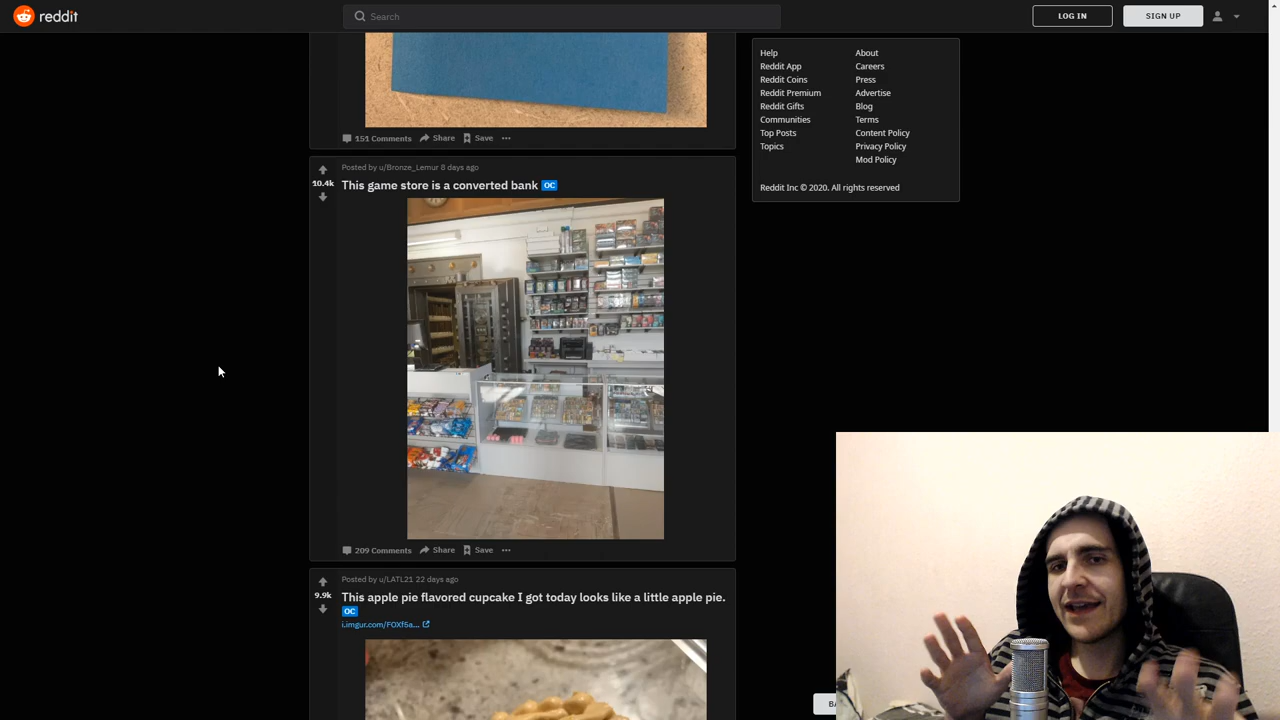 reddit
Search
LOG IN
SIGN UP
Help
About
Reddit App
Careers
Reddit Coins
Press
Reddit Premium
Advertise
Reddit Gifts
Blog
Communities
Terms
Top Posts
Content Policy
Topics
Privacy Policy
Mod Policy
Reddit Inc © 2020. All rights reserved
151 Comments
Share
Save
Posted by u/Bronze_Lemur 8 days ago
10.4k
This game store is a converted bank OC
209 Comments
Share
Save
Posted by u/LATL21 22 days ago
9.9k
This apple pie flavored cupcake I got today looks like a little apple pie.
OC
i.imgur.com/FOXf5a...